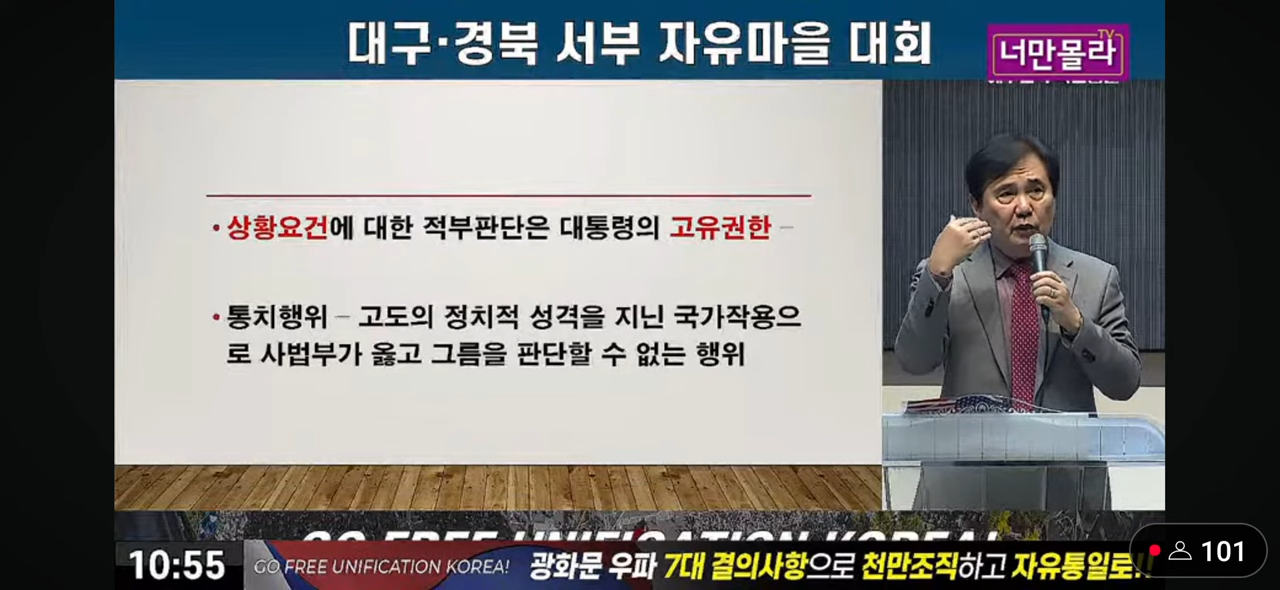 대구·경북 서부 자유마을 대회
너만몰라
TV
• 상황요건에 대한 적부판단은 대통령의 고유권한 –
• 통치행위 – 고도의 정치적 성격을 지닌 국가작용으
로 사법부가 옳고 그름을 판단할 수 없는 행위
GO FREE UNIFICATION KOREA!
10:55
GO FREE UNIFICATION KOREA!
광화문 우파 7대 결의사항으로 천만조직하고 자유통일로!!
101